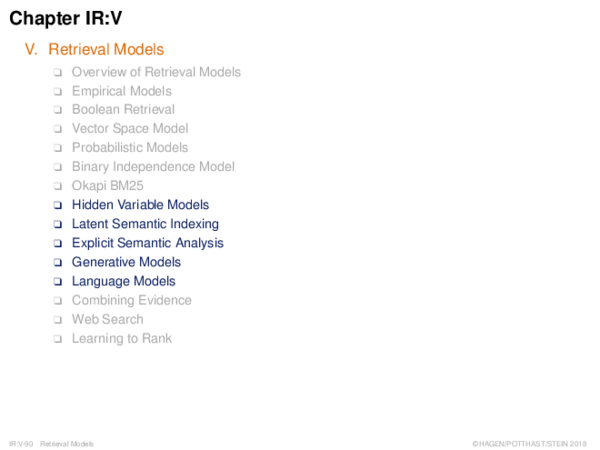 Chapter IR:V
V. Retrieval Models
❑ Overview of Retrieval Models
❑ Empirical Models
❑ Boolean Retrieval
❑ Vector Space Model
❑ Probabilistic Models
❑ Binary Independence Model
❑ Okapi BM25
❑ Hidden Variable Models
❑ Latent Semantic Indexing
❑ Explicit Semantic Analysis
❑ Generative Models
❑ Language Models
❑ Combining Evidence
❑ Web Search
❑ Learning to Rank
IR:V-90 Retrieval Models ©HAGEN/POTTHAST/STEIN 2018